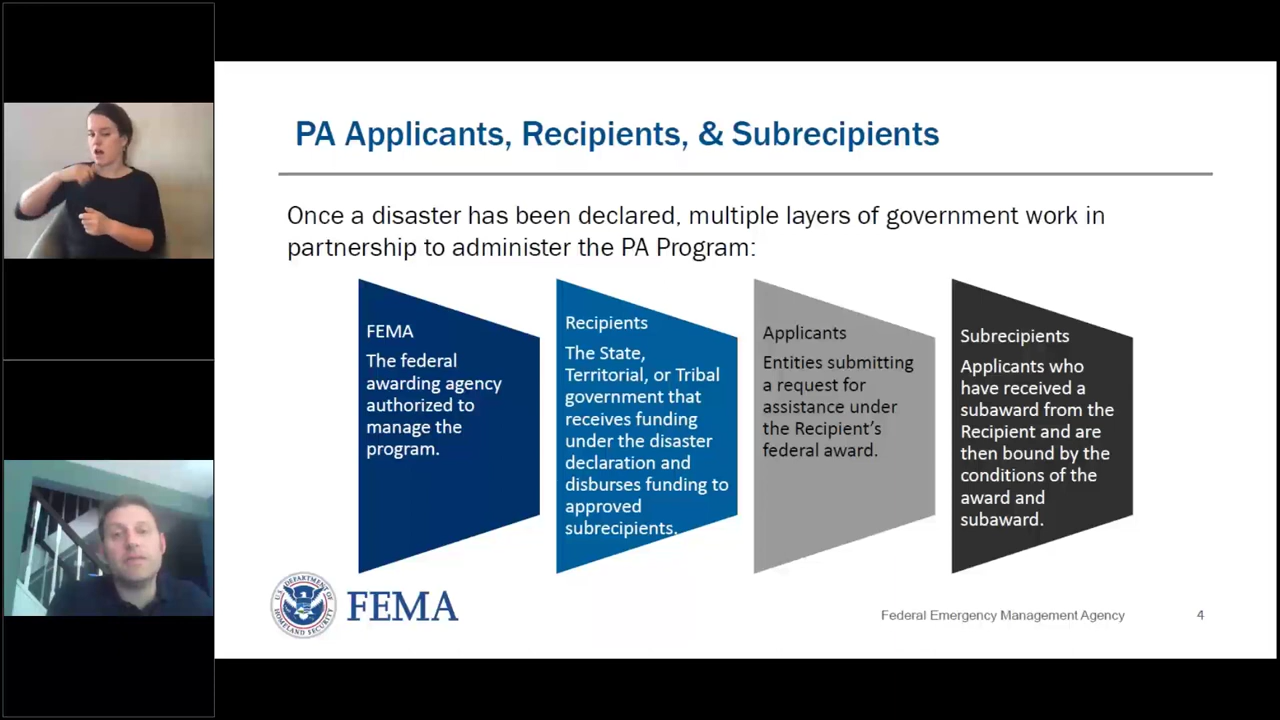 PA Applicants, Recipients, & Subrecipients
Once a disaster has been declared, multiple layers of government work in
partnership to administer the PA Program:
FEMA
The federal
awarding agency
authorized to
manage the
program.
Recipients
The State,
Territorial, or Tribal
government that
receives funding
under the disaster
declaration and
disburses funding to
approved
subrecipients.
Applicants
Entities submitting
a request for
assistance under
the Recipient’s
federal award.
Subrecipients
Applicants who
have received a
subaward from the
Recipient and are
then bound by the
conditions of the
award and
subaward.
U.S. DEPARTMENT OF
HOMELAND SECURITY
FEMA
Federal Emergency Management Agency 4